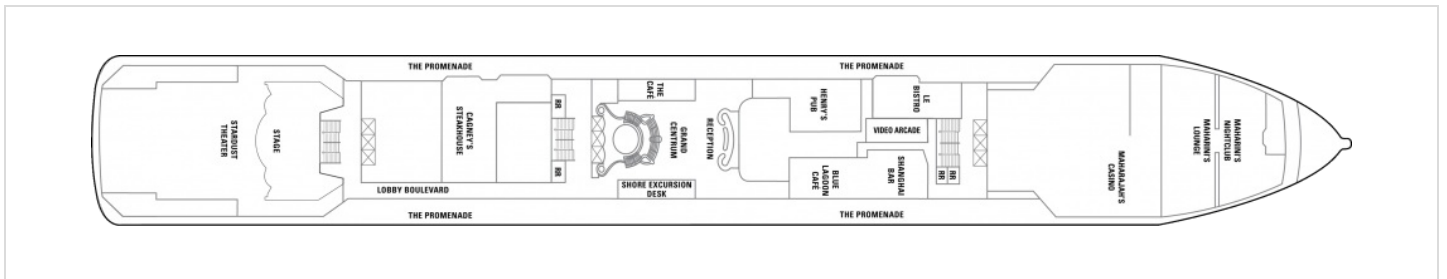 THE PROMENADE
THE PROMENADE
STARDUST
THEATER
STAGE
CAGNEY'S
STEAKHOUSE
LOBBY BOULEVARD
RR
RR
THE
CAFÉ
GRAND
CENTRUM
RECEPTION
SHORE EXCURSION
DESK
HENRY'S
PUB
LE
BISTRO
VIDEO ARCADE
BLUE
LAGOON
CAFÉ
SHANGHAI
BAR
RR
RR
MAHARAJAH'S
CASINO
MAHARINI'S
LOUNGE
MAHARINI'S
NIGHTCLUB
THE PROMENADE
THE PROMENADE